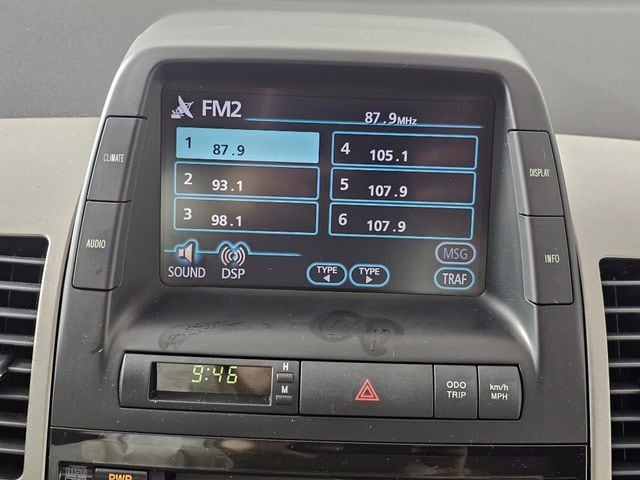 FM2
87.9MHz
1 87.9
4 105.1
2 93.1
5 107.9
3 98.1
6 107.9
CLIMATE
AUDIO
DISPLAY
INFO
SOUND
DSP
TYPE
TYPE
MSG
TRAF
9:46
H
M
ODO
TRIP
km/h
MPH
PWR